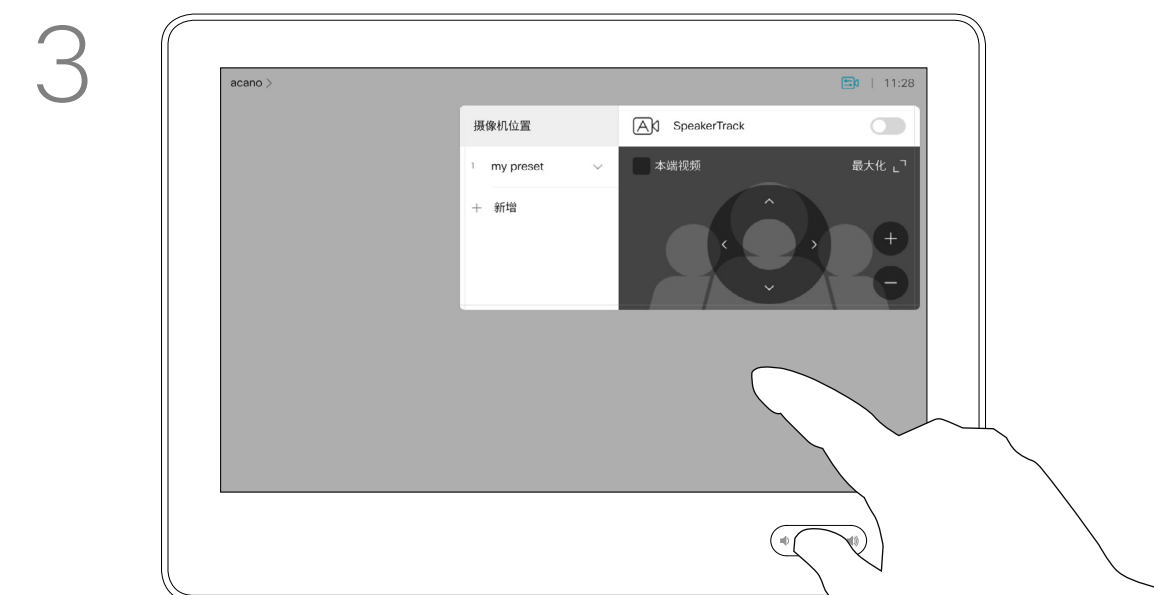 3
acano >
11:28
摄像机位置
SpeakerTrack
1 my preset
本端视频
最大化
+ 新增